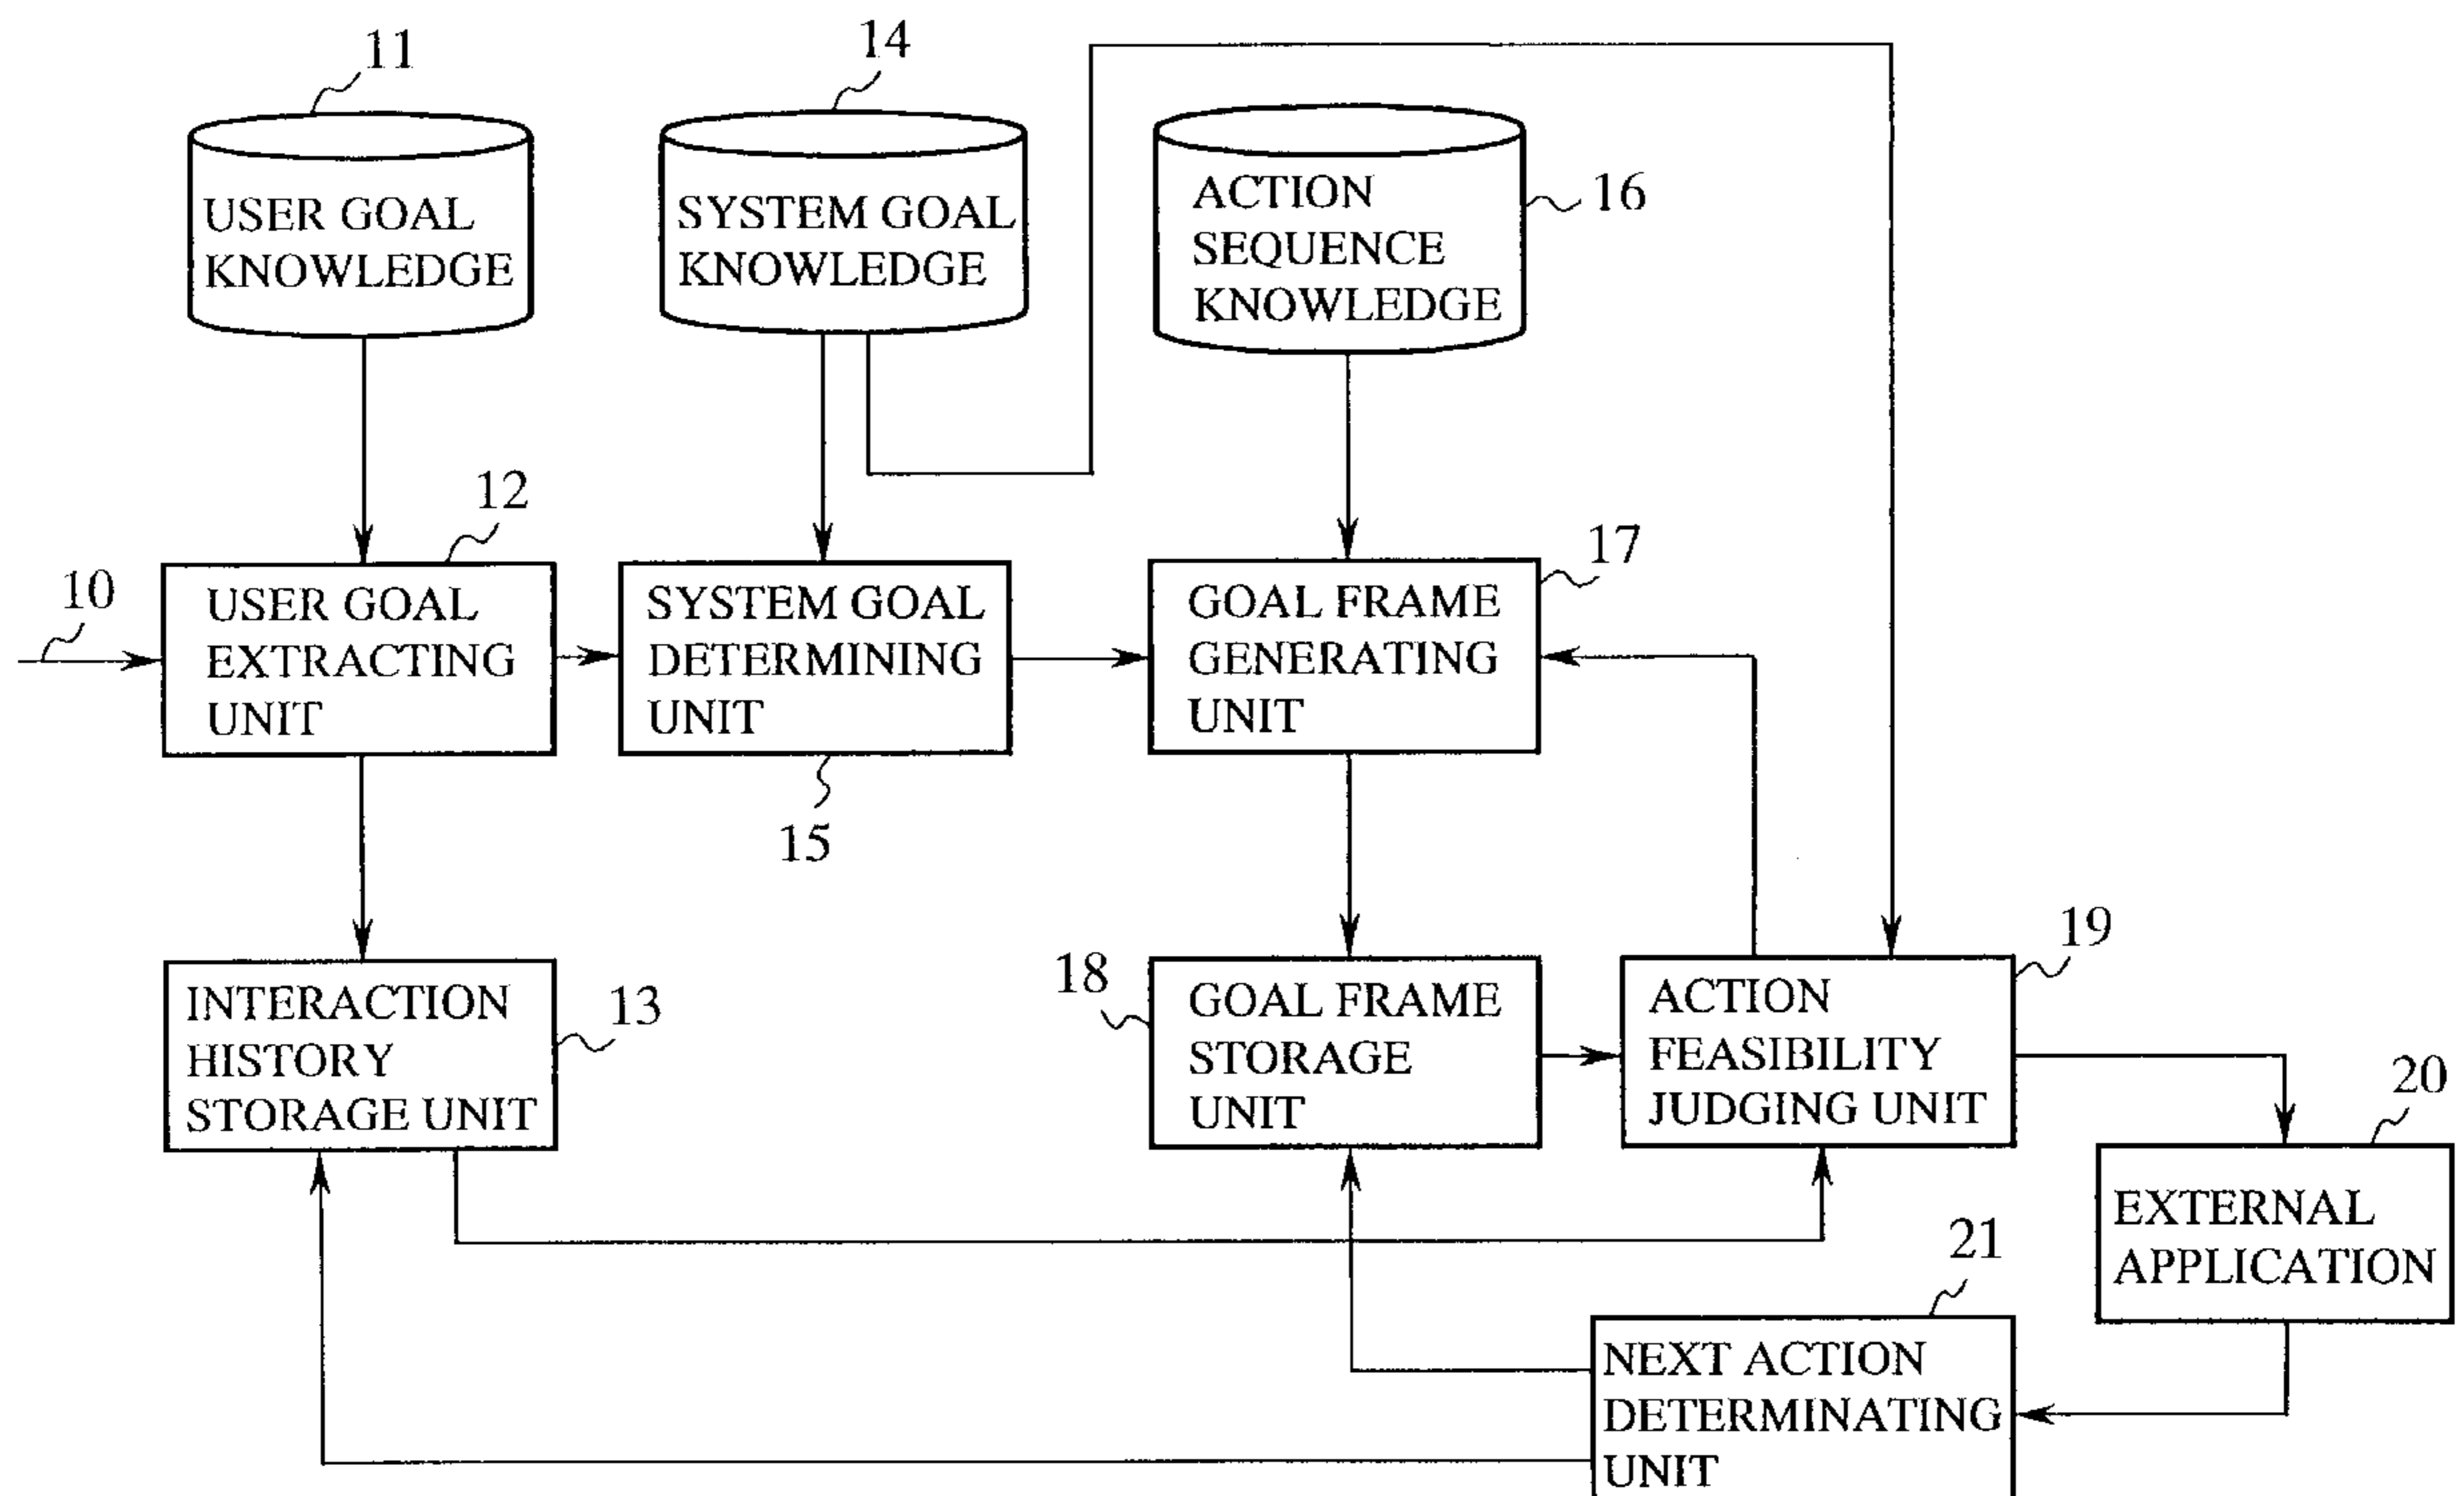 11
14
USER GOAL
KNOWLEDGE
SYSTEM GOAL
KNOWLEDGE
ACTION
SEQUENCE
KNOWLEDGE
16
10
12
USER GOAL
EXTRACTING
UNIT
SYSTEM GOAL
DETERMINING
UNIT
15
17
GOAL FRAME
GENERATING
UNIT
INTERACTION
HISTORY
STORAGE UNIT
13
18
GOAL FRAME
STORAGE
UNIT
19
ACTION
FEASIBILITY
JUDGING UNIT
20
EXTERNAL
APPLICATION
21
NEXT ACTION
DETERMINATING
UNIT